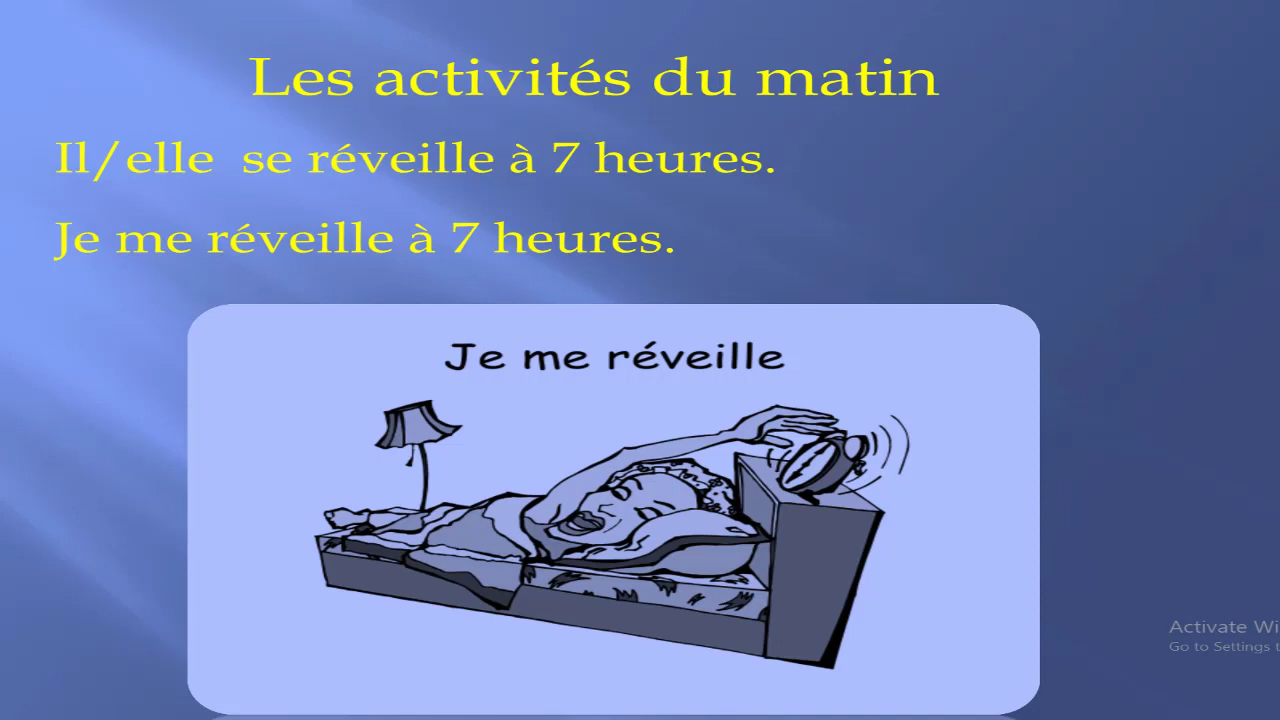 Les activités du matin
Il/elle se réveille à 7 heures.
Je me réveille à 7 heures.
Je me réveille
Activate Wi
Go to Settings t